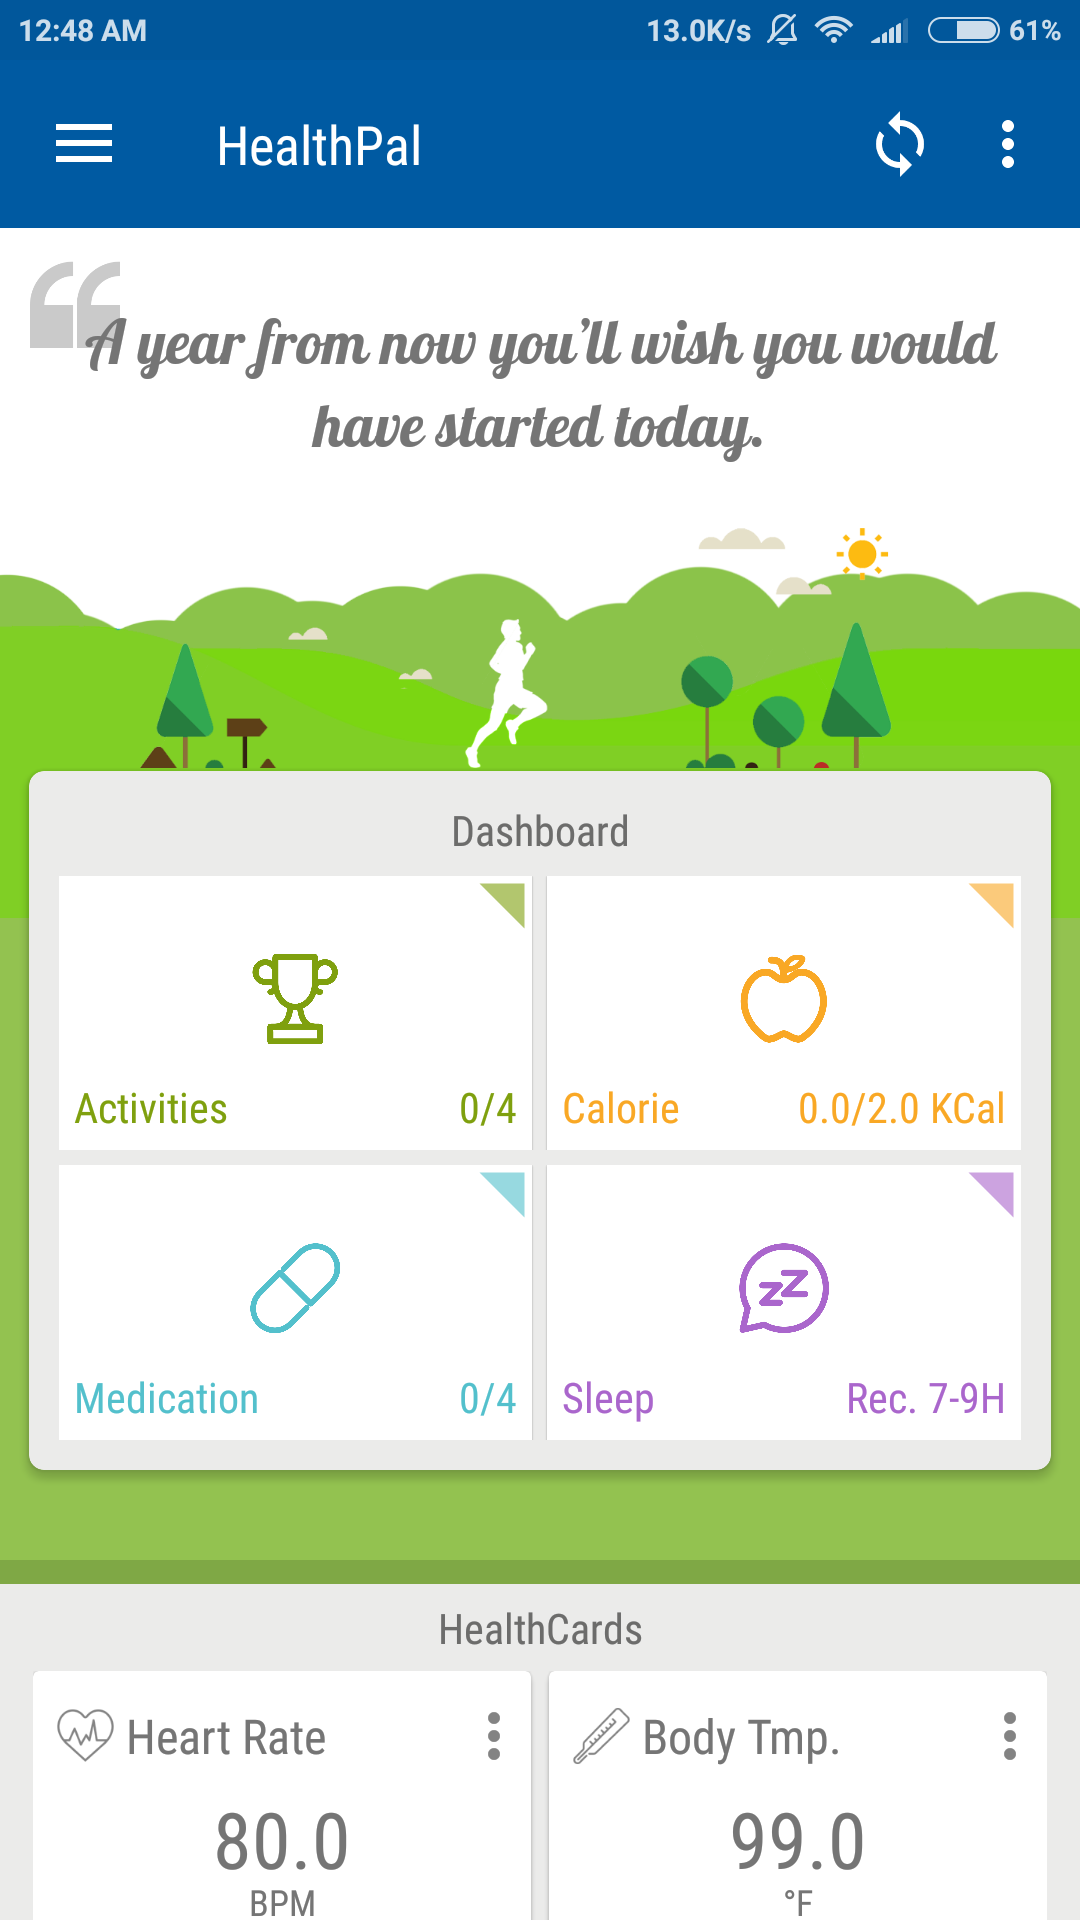 12:48 AM 13.0K/s 61%
HealthPal
A year from now you'll wish you would
have started today.
Dashboard
Activities 0/4
Calorie 0.0/2.0 KCal
Medication 0/4
Sleep Rec. 7-9H
zZ
HealthCards
Heart Rate
Body Tmp.
80.0
BPM
99.0
°F